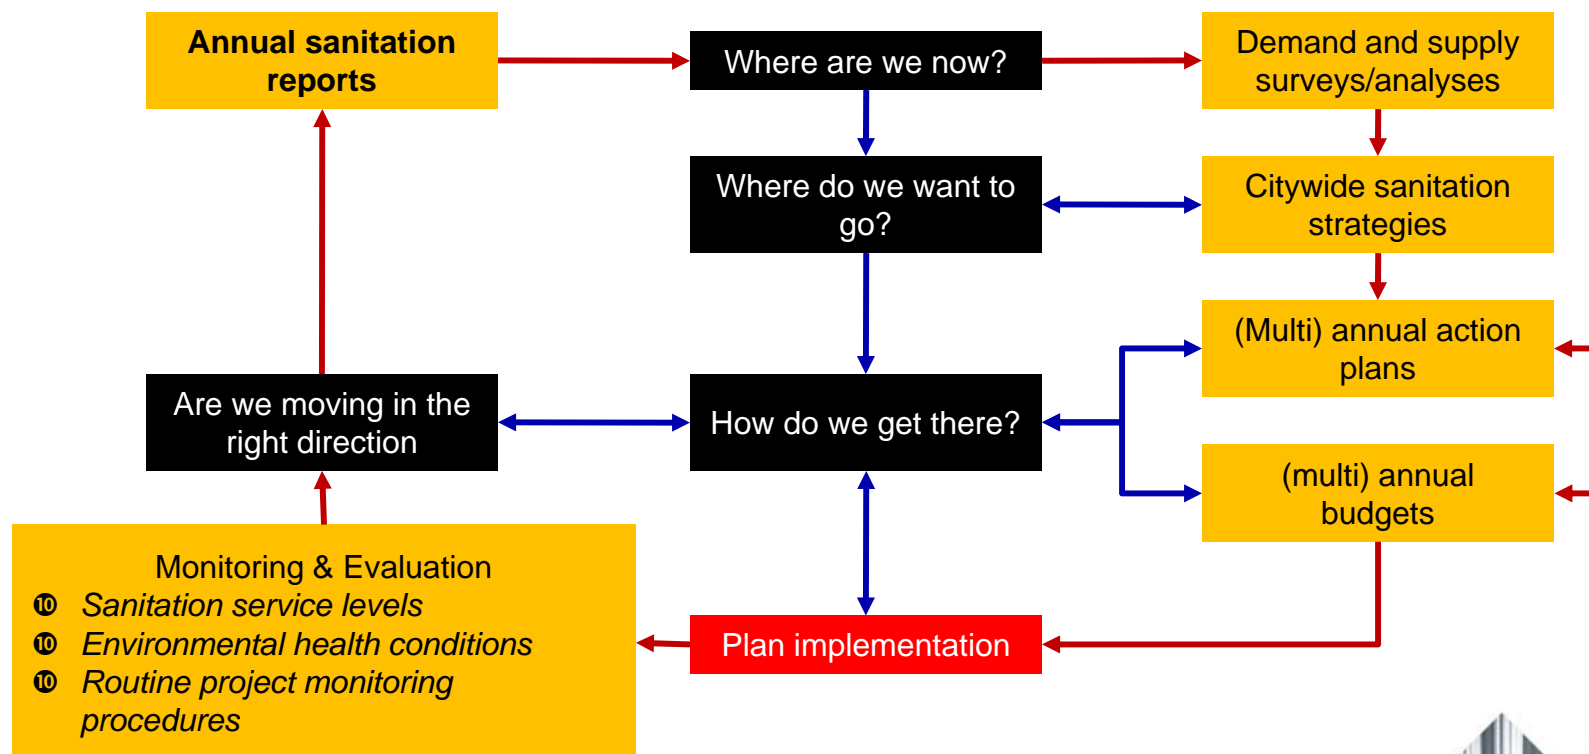 Annual sanitation
reports
Where are we now?
Demand and supply
surveys/analyses
Where do we want to
go?
Citywide sanitation
strategies
(Multi) annual action
plans
Are we moving in the
right direction
How do we get there?
(multi) annual
budgets
Monitoring & Evaluation
❿ Sanitation service levels
❿ Environmental health conditions
❿ Routine project monitoring
procedures
Plan implementation